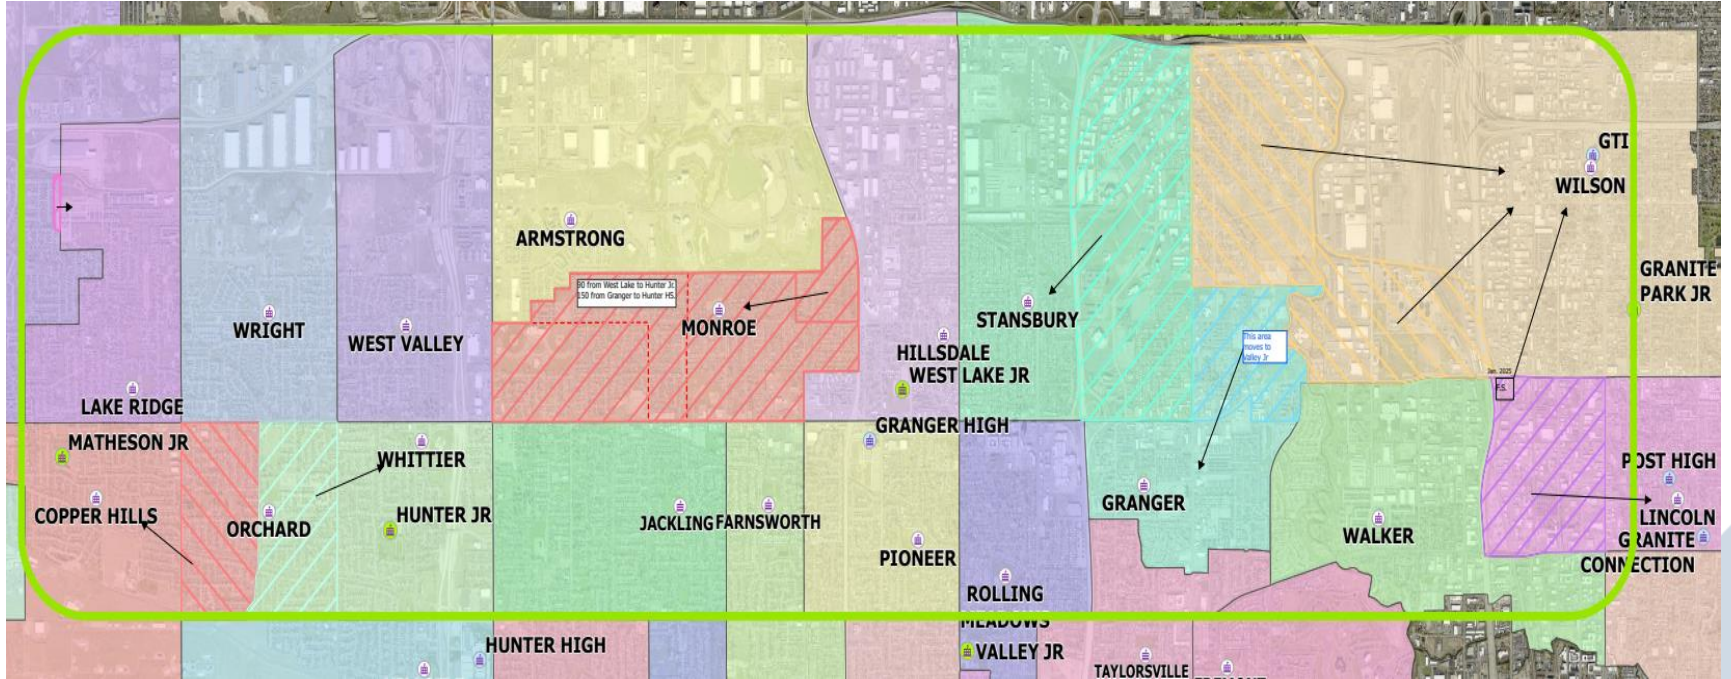 GTI
WILSON
ARMSTRONG
90 from West Lake to Hunter Jr.
150 from Granger to Hunter HS.
GRANITE
PARK JR
WRIGHT
MONROE
STANSBURY
WEST VALLEY
HILLSDALE
This area
moves to
Valley Jr
WEST LAKE JR
Jan. 2025
F.S.
LAKE RIDGE
GRANGER HIGH
MATHESON JR
WHITTIER
POST HIGH
COPPER HILLS
HUNTER JR
GRANGER
ORCHARD
JACKLING
FARNSWORTH
LINCOLN
WALKER
GRANITE
CONNECTION
PIONEER
ROLLING
MEADOWS
HUNTER HIGH
VALLEY JR
TAYLORSVILLE